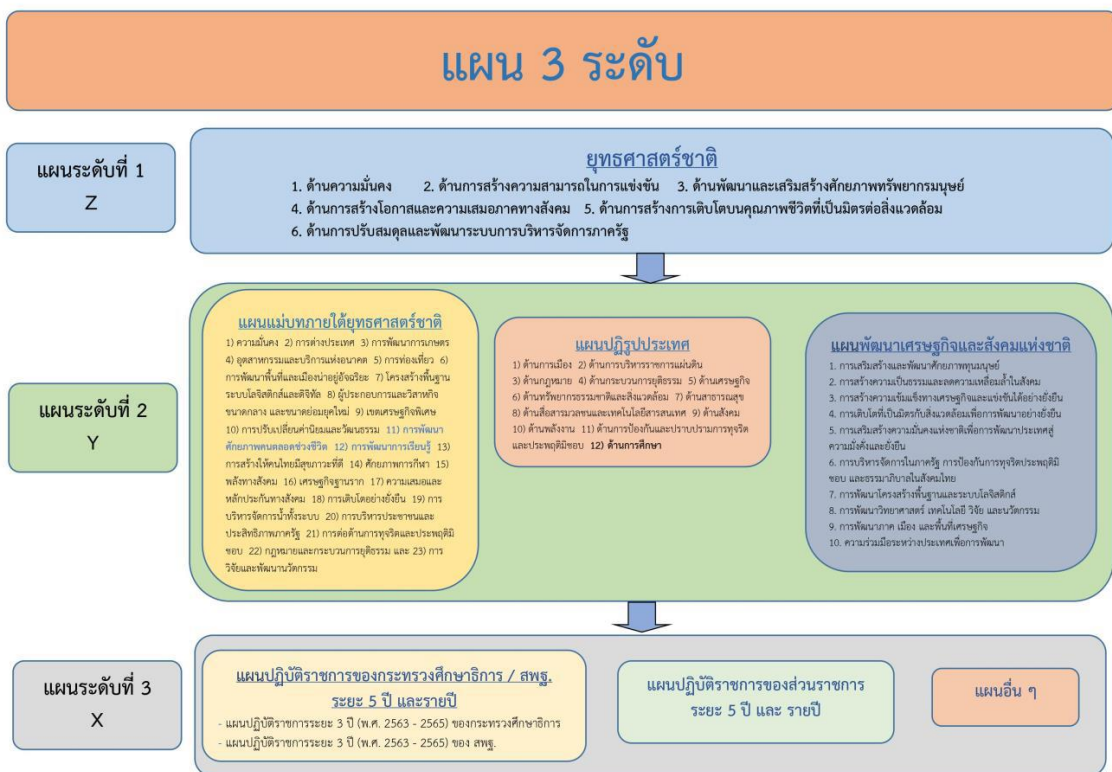 แผน 3 ระดับ
แผนระดับที่ 1
Z
ยุทธศาสตร์ชาติ
1. ด้านความมั่นคง 2. ด้านการสร้างความสามารถในการแข่งขัน 3. ด้านพัฒนาและเสริมสร้างศักยภาพทรัพยากรมนุษย์
4. ด้านการสร้างโอกาสและความเสมอภาคทางสังคม 5. ด้านการสร้างการเติบโตบนคุณภาพชีวิตที่เป็นมิตรต่อสิ่งแวดล้อม
6. ด้านการปรับสมดุลและพัฒนาระบบการบริหารจัดการภาครัฐ
แผนระดับที่ 2
Y
แผนแม่บทภายใต้ยุทธศาสตร์ชาติ
1) ความมั่นคง 2) การต่างประเทศ 3) การพัฒนาการเกษตร
4) อุตสาหกรรมและบริการแห่งอนาคต 5) การท่องเที่ยว 6)
การพัฒนาพื้นที่และเมืองน่าอยู่อัจฉริยะ 7) โครงสร้างพื้นฐาน
ระบบโลจิสติกส์และดิจิทัล 8) ผู้ประกอบการและวิสาหกิจ
ขนาดกลาง และขนาดย่อมยุคใหม่ 9) เขตเศรษฐกิจพิเศษ
10) การปรับเปลี่ยนค่านิยมและวัฒนธรรม 11) การพัฒนา
ศักยภาพคนตลอดช่วงชีวิต 12) การพัฒนาการเรียนรู้ 13)
การสร้างให้คนไทยมีสุขภาวะที่ดี 14) ศักยภาพการกีฬา 15)
พลังทางสังคม 16) เศรษฐกิจฐานราก 17) ความเสมอและ
หลักประกันทางสังคม 18) การเติบโตอย่างยั่งยืน 19) การ
บริหารจัดการน้ำทั้งระบบ 20) การบริหารประชาชนและ
ประสิทธิภาพภาครัฐ 21) การต่อต้านการทุจริตและประพฤติมิ
ชอบ 22) กฎหมายและกระบวนการยุติธรรม และ 23) การ
วิจัยและพัฒนานวัตกรรม
แผนปฏิรูปประเทศ
1) ด้านการเมือง 2) ด้านการบริหารราชการแผ่นดิน
3) ด้านกฎหมาย 4) ด้านกระบวนการยุติธรรม 5) ด้านเศรษฐกิจ
6) ด้านทรัพยากรธรรมชาติและสิ่งแวดล้อม 7) ด้านสาธารณสุข
8) ด้านสื่อสารมวลชนและเทคโนโลยีสารสนเทศ 9) ด้านสังคม
10) ด้านพลังงาน 11) ด้านการป้องกันและปราบปรามการทุจริต
และประพฤติมิชอบ 12) ด้านการศึกษา
แผนพัฒนาเศรษฐกิจและสังคมแห่งชาติ
1. การเสริมสร้างและพัฒนาศักยภาพทุนมนุษย์
2. การสร้างความเป็นธรรมและลดความเหลื่อมล้ำในสังคม
3. การสร้างความเข้มแข็งทางเศรษฐกิจและแข่งขันได้อย่างยั่งยืน
4. การเติบโตที่เป็นมิตรกับสิ่งแวดล้อมเพื่อการพัฒนาอย่างยั่งยืน
5. การเสริมสร้างความมั่นคงแห่งชาติเพื่อการพัฒนาประเทศสู่
ความมั่งคั่งและยั่งยืน
6. การบริหารจัดการในภาครัฐ การป้องกันการทุจริตประพฤติมิ
ชอบ และธรรมาภิบาลในสังคมไทย
7. การพัฒนาโครงสร้างพื้นฐานและระบบโลจิสติกส์
8. การพัฒนาวิทยาศาสตร์ เทคโนโลยี วิจัย และนวัตกรรม
9. การพัฒนาภาค เมือง และพื้นที่เศรษฐกิจ
10. ความร่วมมือระหว่างประเทศเพื่อการพัฒนา
แผนระดับที่ 3
X
แผนปฏิบัติราชการของกระทรวงศึกษาธิการ / สพฐ.
ระยะ 5 ปี และรายปี
- แผนปฏิบัติราชการระยะ 3 ปี (พ.ศ. 2563 - 2565) ของกระทรวงศึกษาธิการ
- แผนปฏิบัติราชการระยะ 3 ปี (พ.ศ. 2563 - 2565) ของ สพฐ.
แผนปฏิบัติราชการของส่วนราชการ
ระยะ 5 ปี และ รายปี
แผนอื่น ๆ